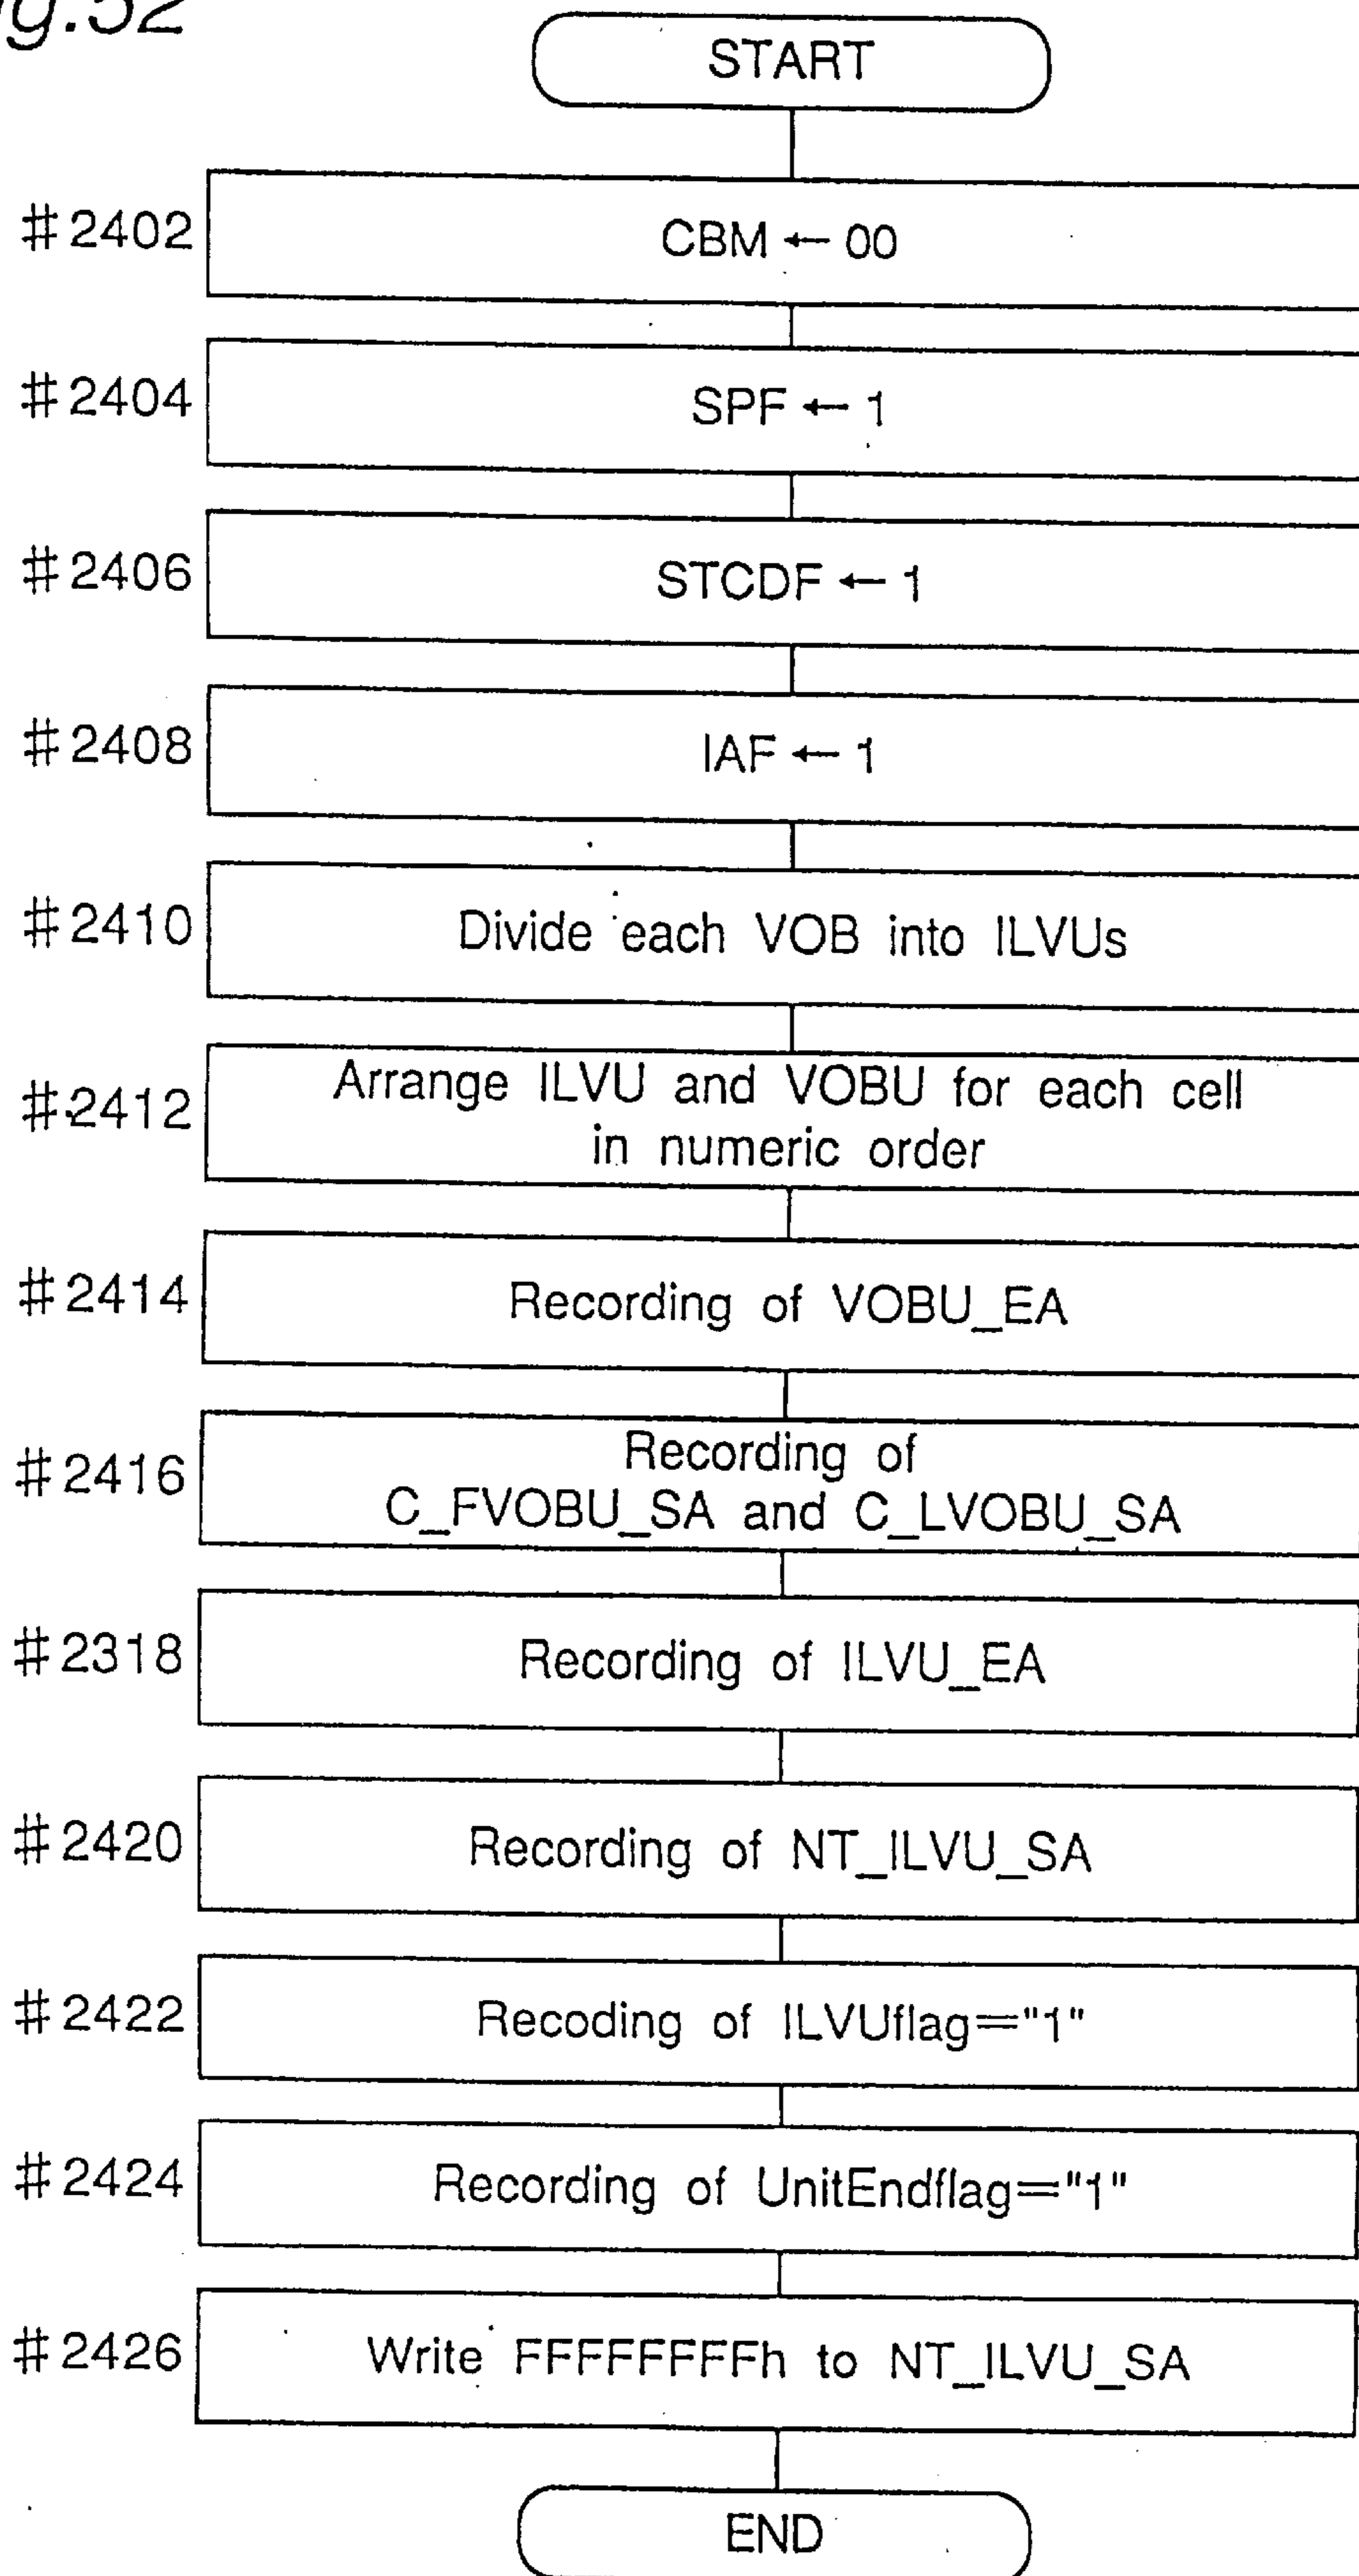 g.52
START
#2402
CBM ← 00
#2404
SPF ← 1
#2406
STCDF ← 1
#2408
IAF ← 1
#2410
Divide each VOB into ILVUs
#2412
Arrange ILVU and VOBU for each cell
in numeric order
#2414
Recording of VOBU_EA
#2416
Recording of
C_FVOBU_SA and C_LVOBU_SA
#2318
Recording of ILVU_EA
#2420
Recording of NT_ILVU_SA
#2422
Recoding of ILVUflag="1"
#2424
Recording of UnitEndflag="1"
#2426
Write FFFFFFFFh to NT_ILVU_SA
END